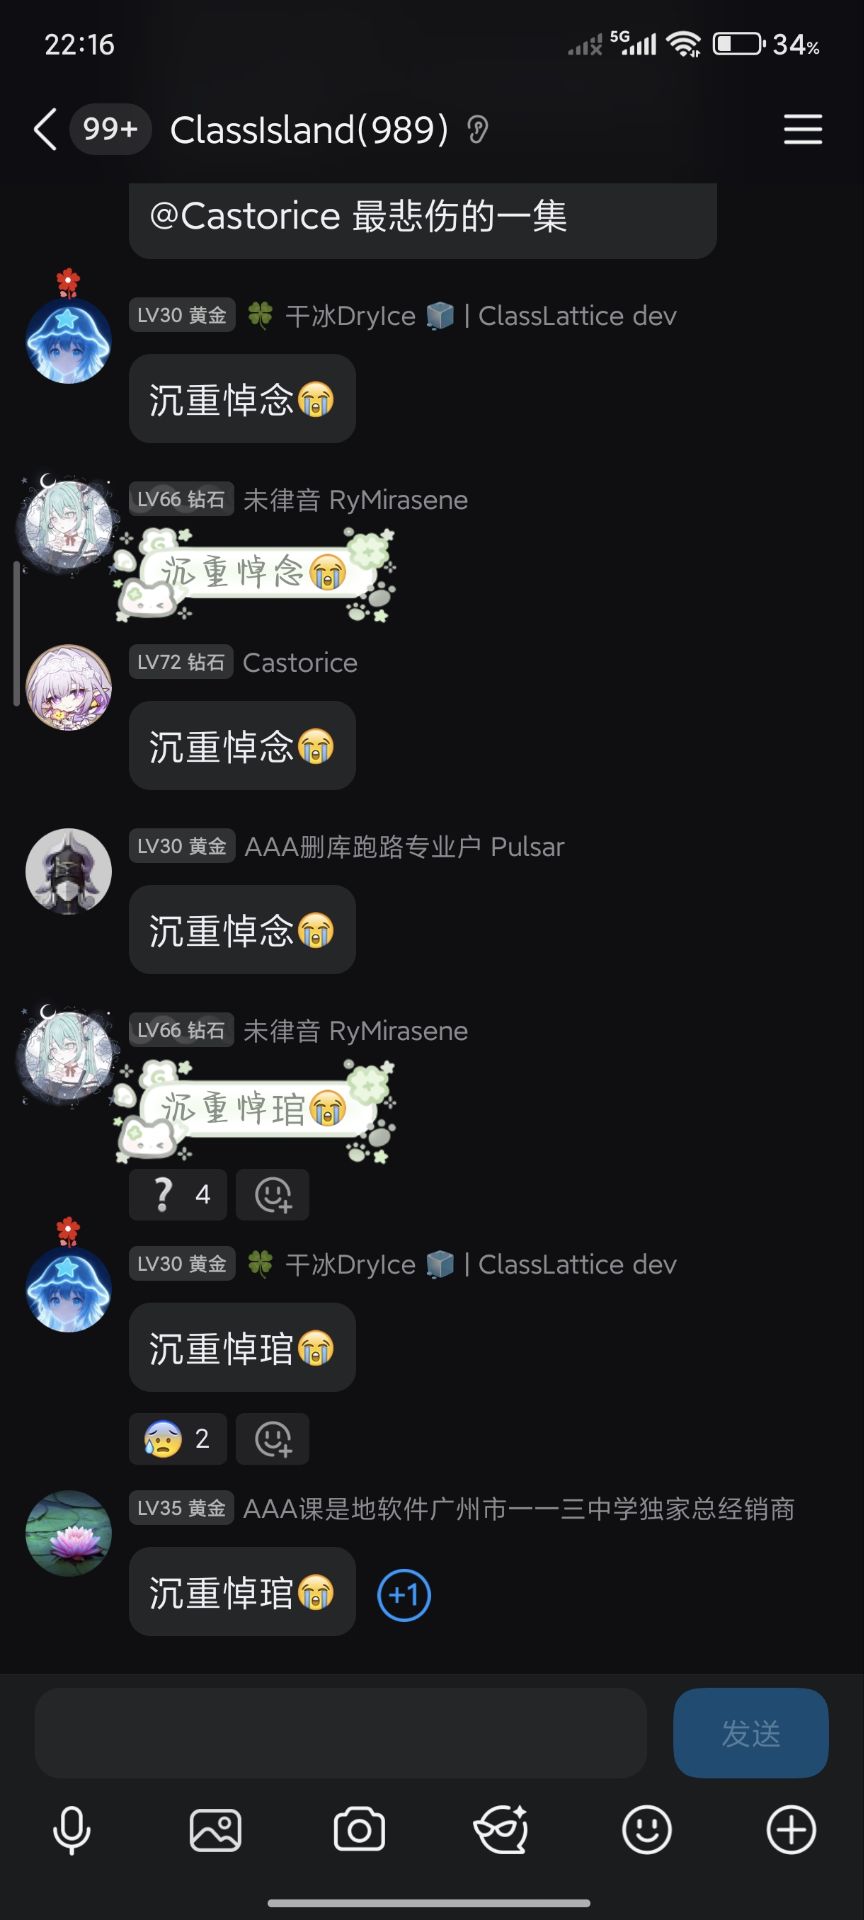 22:16
5G
34%
99+
ClassIsland(989)
@Castorice 最悲伤的一集
LV30 黄金 🍀 干冰DryIce 🧊 | ClassLattice dev
沉重悼念😭
LV66 钻石 未律音 RyMirasene
沉重悼念😭
LV72 钻石 Castorice
沉重悼念😭
LV30 黄金 AAA删库跑路专业户 Pulsar
沉重悼念😭
LV66 钻石 未律音 RyMirasene
沉重悼琯😭
❓ 4
LV30 黄金 🍀 干冰DryIce 🧊 | ClassLattice dev
沉重悼琯😭
😰 2
LV35 黄金 AAA课是地软件广州市一一三中学独家总经销商
沉重悼琯😭
+1
发送